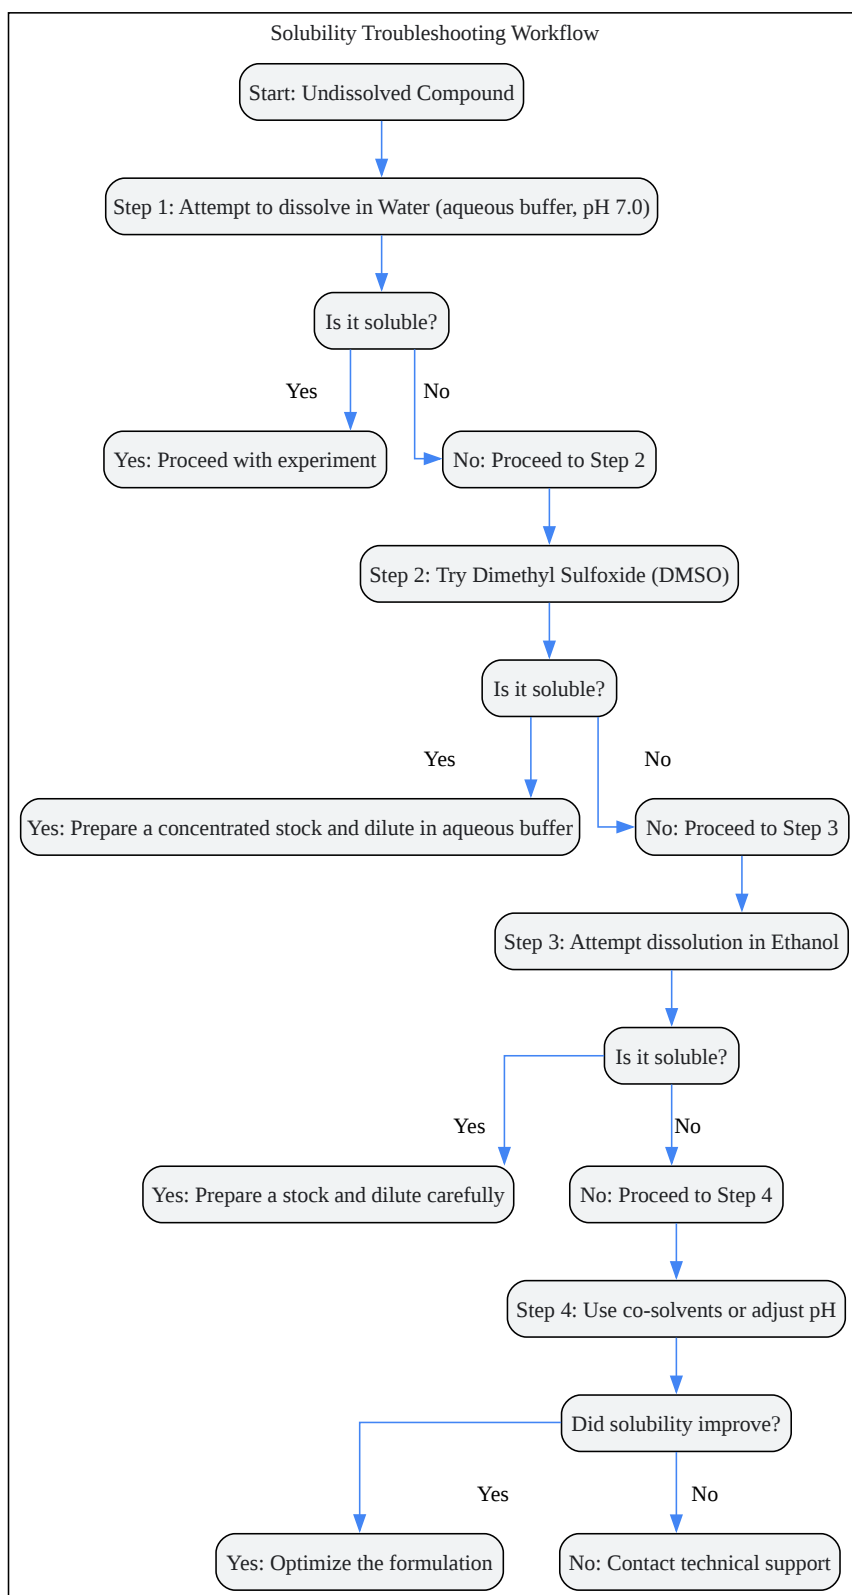 Solubility Troubleshooting Workflow
Start: Undissolved Compound
Step 1: Attempt to dissolve in Water (aqueous buffer, pH 7.0)
Is it soluble?
Yes
No
Yes: Proceed with experiment
No: Proceed to Step 2
Step 2: Try Dimethyl Sulfoxide (DMSO)
Is it soluble?
Yes
No
Yes: Prepare a concentrated stock and dilute in aqueous buffer
No: Proceed to Step 3
Step 3: Attempt dissolution in Ethanol
Is it soluble?
Yes
No
Yes: Prepare a stock and dilute carefully
No: Proceed to Step 4
Step 4: Use co-solvents or adjust pH
Did solubility improve?
Yes
No
Yes: Optimize the formulation
No: Contact technical support